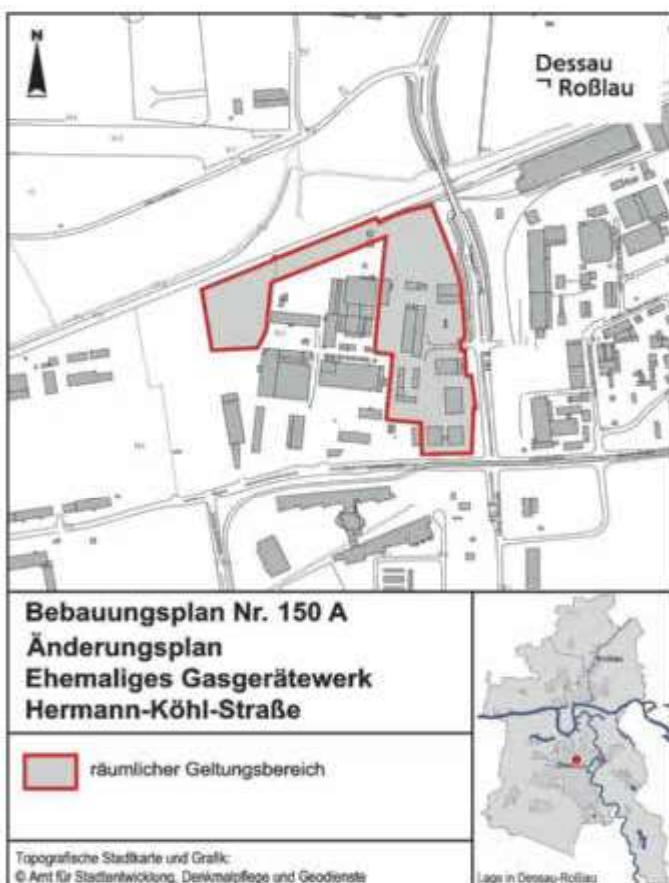 N
Dessau
Roßlau
Bebauungsplan Nr. 150 A
Änderungsplan
Ehemaliges Gasgerätewerk
Hermann-Köhl-Straße
räumlicher Geltungsbereich
Topografische Stadtkarte und Grafik:
© Amt für Stadtentwicklung, Denkmalpflege und Geodienste
Lage in Dessau-Roßlau